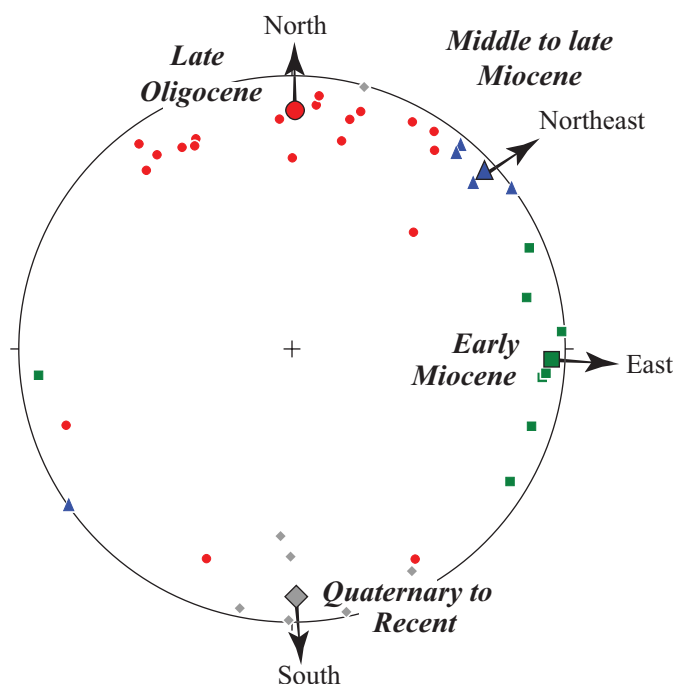 North
Late
Oligocene
Middle to late
Miocene
Northeast
Early
Miocene
East
Quaternary to
Recent
South